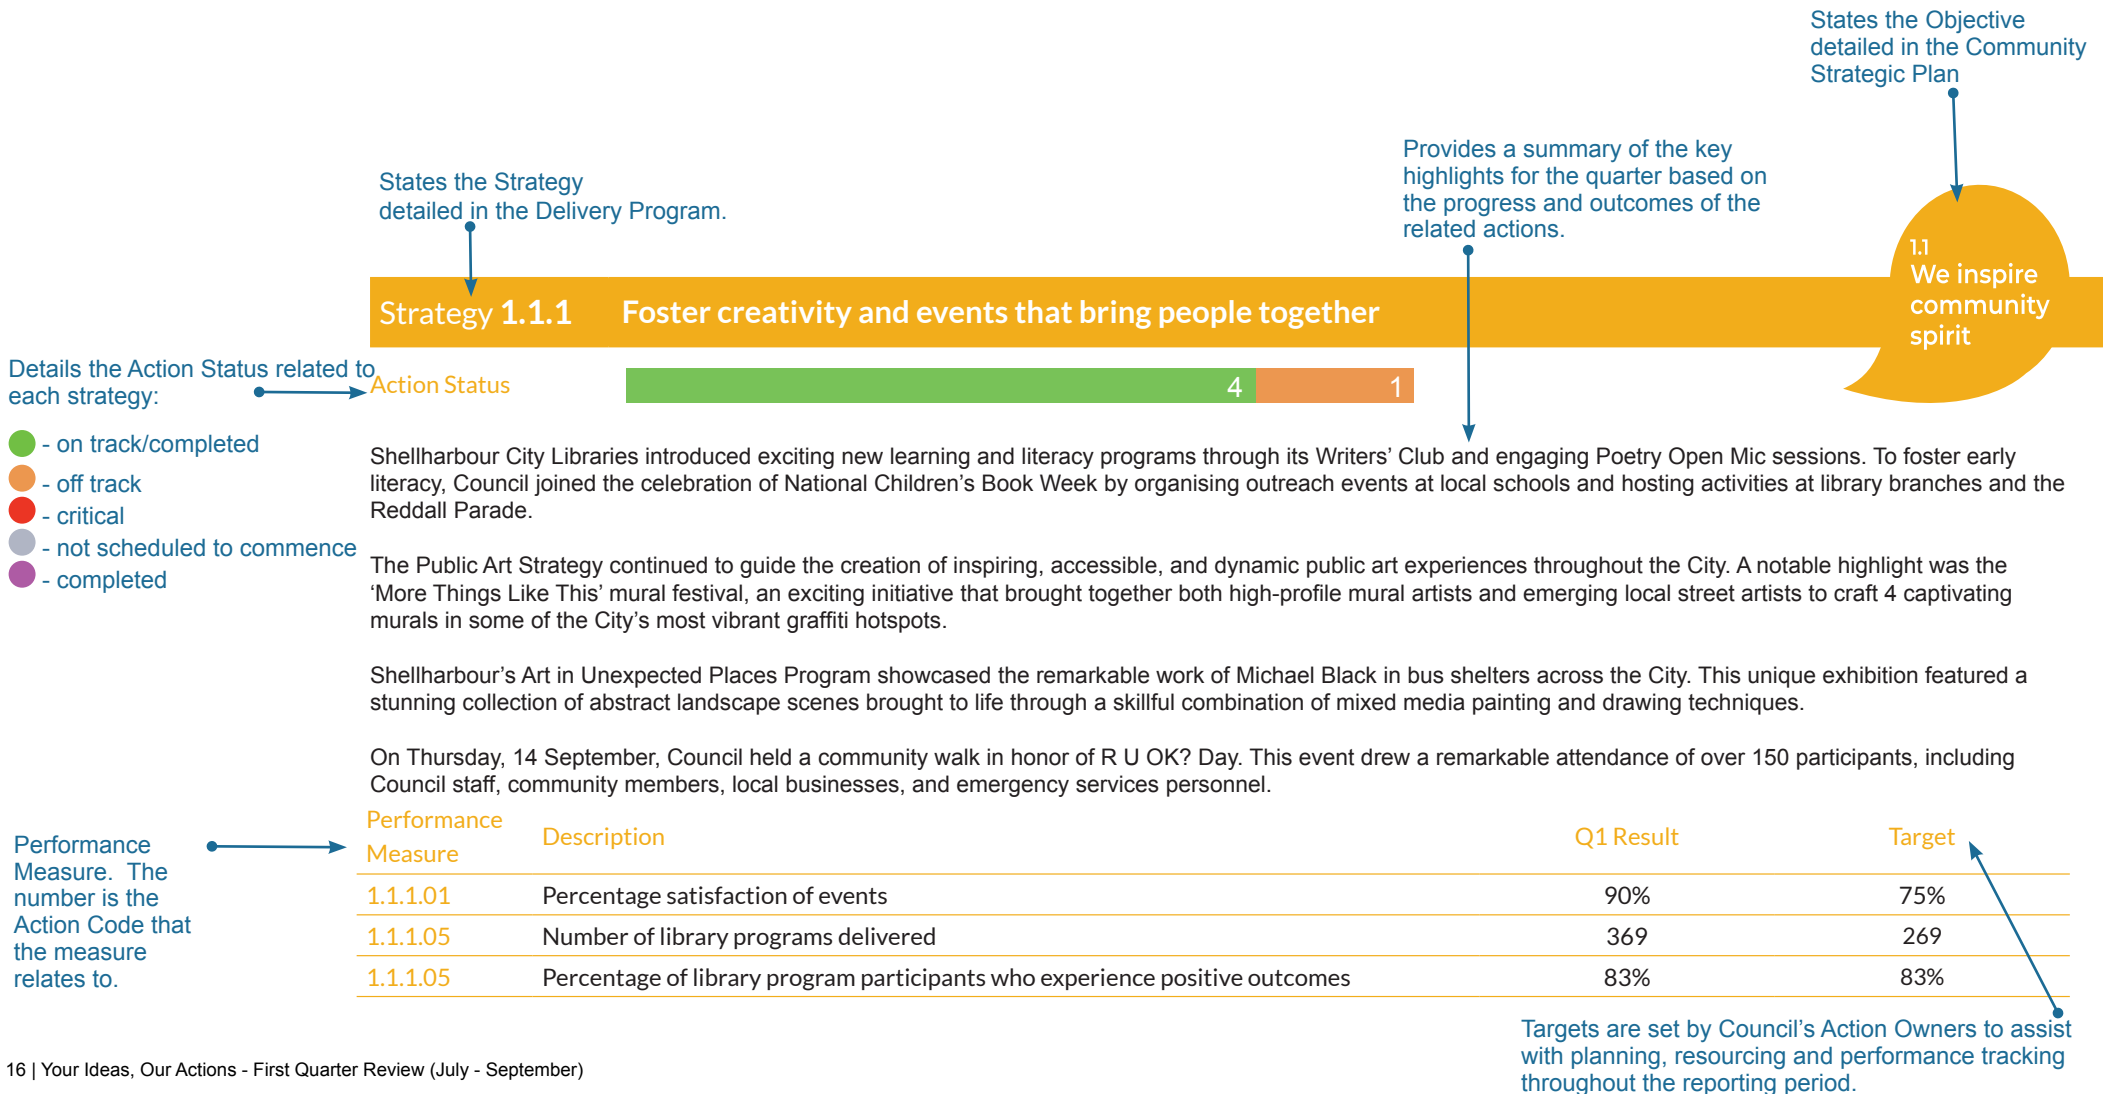 States the Objective
detailed in the Community
Strategic Plan
Provides a summary of the key
highlights for the quarter based on
the progress and outcomes of the
related actions.
States the Strategy
detailed in the Delivery Program.
1.1
We inspire
community
spirit
Strategy 1.1.1 Foster creativity and events that bring people together
Details the Action Status related to
each strategy:
Action Status 4 1
- on track/completed
- off track
- critical
- not scheduled to commence
- completed
Shellharbour City Libraries introduced exciting new learning and literacy programs through its Writers’ Club and engaging Poetry Open Mic sessions. To foster early
literacy, Council joined the celebration of National Children’s Book Week by organising outreach events at local schools and hosting activities at library branches and the
Reddall Parade.
The Public Art Strategy continued to guide the creation of inspiring, accessible, and dynamic public art experiences throughout the City. A notable highlight was the
‘More Things Like This’ mural festival, an exciting initiative that brought together both high-profile mural artists and emerging local street artists to craft 4 captivating
murals in some of the City’s most vibrant graffiti hotspots.
Shellharbour’s Art in Unexpected Places Program showcased the remarkable work of Michael Black in bus shelters across the City. This unique exhibition featured a
stunning collection of abstract landscape scenes brought to life through a skillful combination of mixed media painting and drawing techniques.
On Thursday, 14 September, Council held a community walk in honor of R U OK? Day. This event drew a remarkable attendance of over 150 participants, including
Council staff, community members, local businesses, and emergency services personnel.
Performance
Measure. The
number is the
Action Code that
the measure
relates to.
Performance
Measure Description Q1 Result Target
1.1.1.01 Percentage satisfaction of events 90% 75%
1.1.1.05 Number of library programs delivered 369 269
1.1.1.05 Percentage of library program participants who experience positive outcomes 83% 83%
Targets are set by Council’s Action Owners to assist
with planning, resourcing and performance tracking
throughout the reporting period.
16 | Your Ideas, Our Actions - First Quarter Review (July - September)